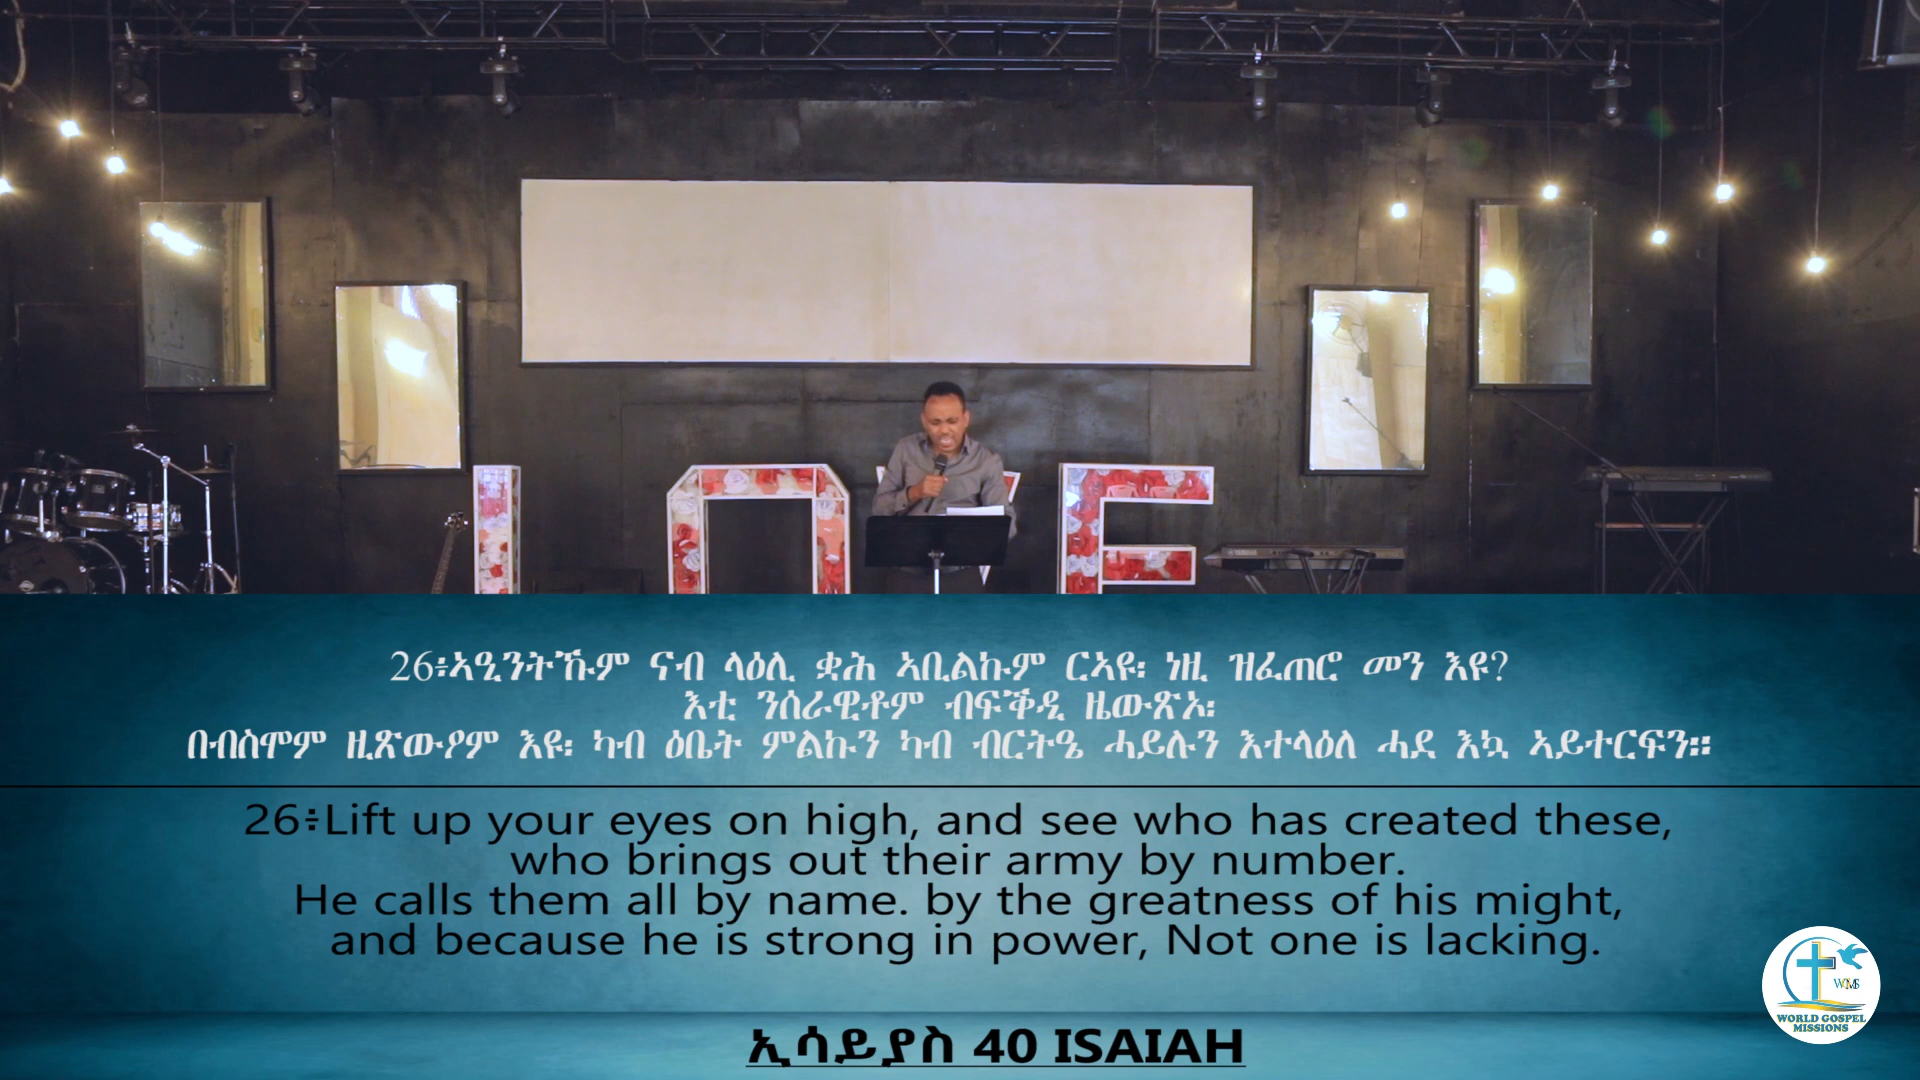 LOVE
26፥ኣዒንትኹም ናብ ላዕሊ ቋሕ ኣቢልኩም ርኣዩ፡ ነዚ ዝፈጠሮ መን እዩ?
እቲ ንሰራዊቶም ብፍቕዲ ዜውጽኦ፡
በብስሞም ዚጽውዖም እዩ፡ ካብ ዕቤት ምልኩን ካብ ብርትዔ ሓይሉን እተላዕለ ሓደ እኳ ኣይተርፍን።
26፥Lift up your eyes on high, and see who has created these,
who brings out their army by number.
He calls them all by name. by the greatness of his might,
and because he is strong in power, Not one is lacking.
WGMS
WORLD GOSPEL
MISSIONS
ኢሳይያስ 40 ISAIAH